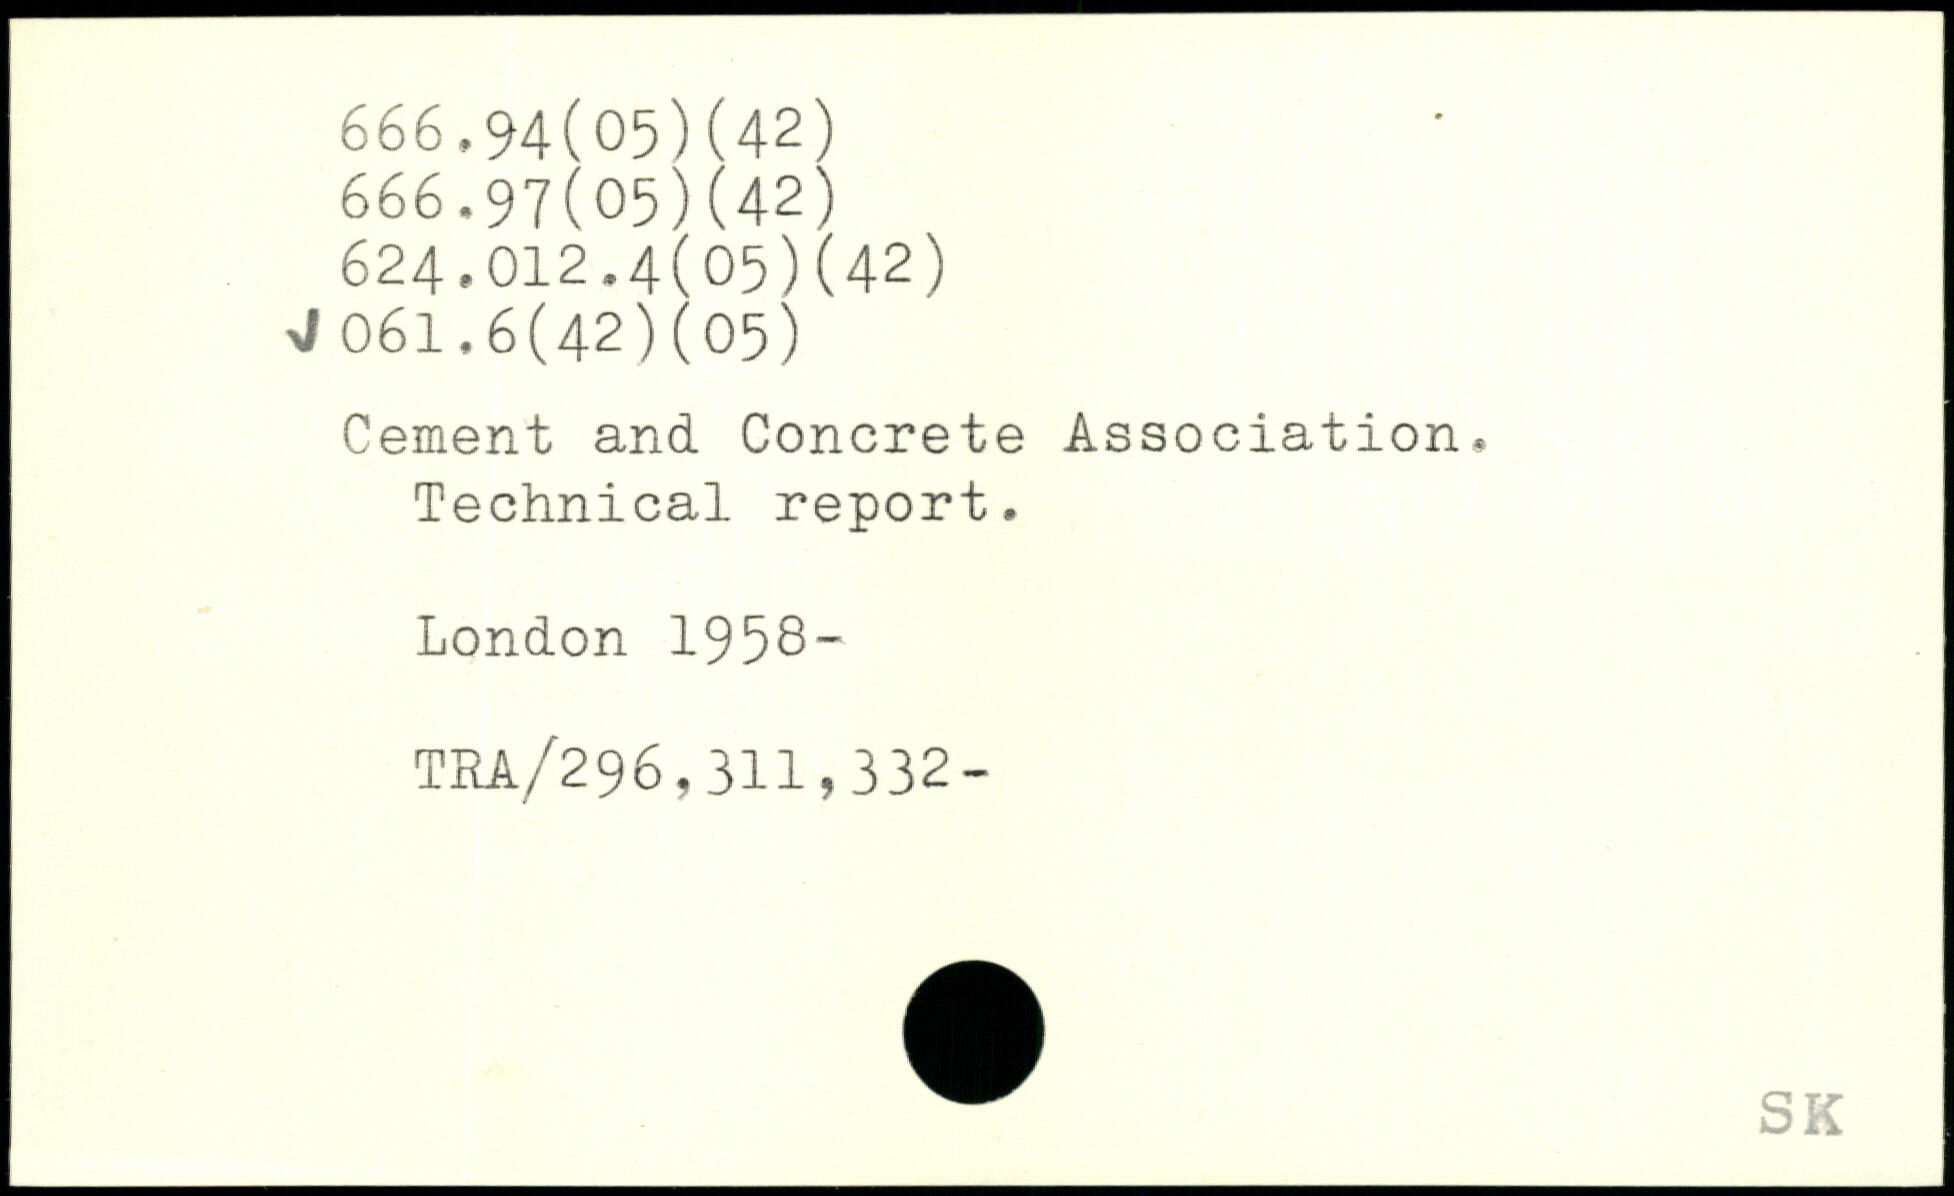 666.94(05)(42)
666.97(05)(42)
624.012.4(05)(42)
✓061.6(42)(05)
Cement and Concrete Association.
Technical report.
London 1958-
TRA/296,311,332-
SK